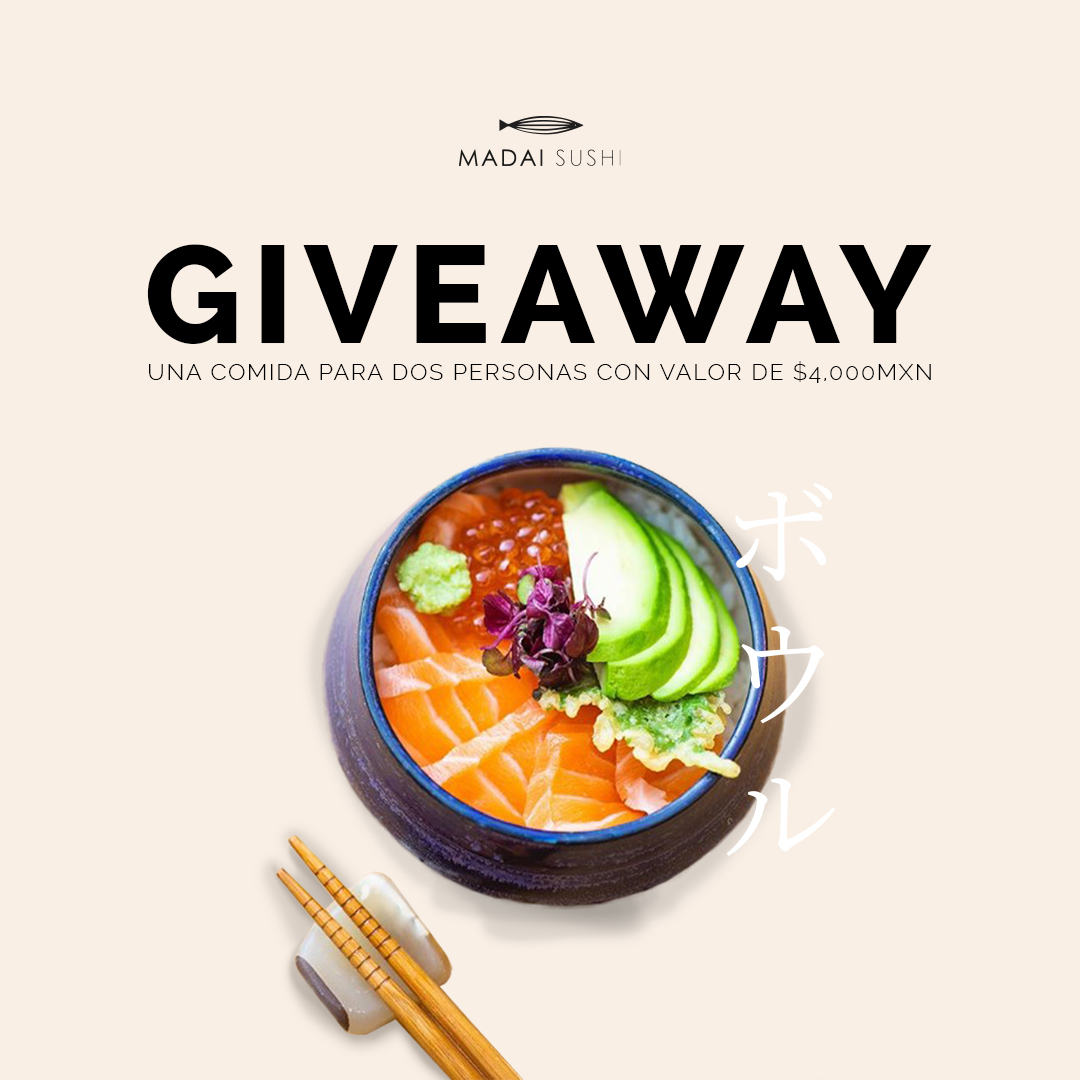 MADAI SUSHI
GIVEAWAY
UNA COMIDA PARA DOS PERSONAS CON VALOR DE $4,000MXN
ボウル